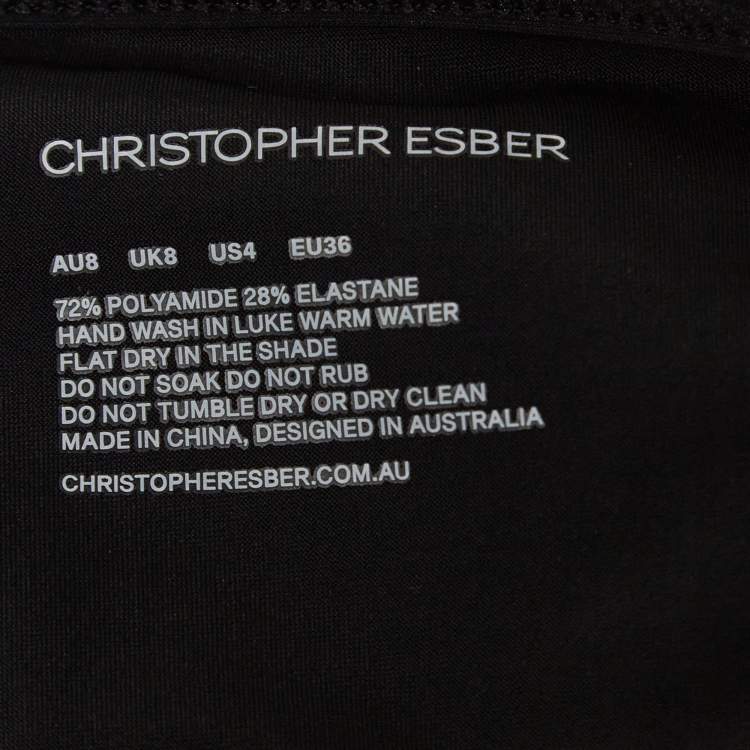 CHRISTOPHER ESBER
AU8 UK8 US4 EU36
72% POLYAMIDE 28% ELASTANE
HAND WASH IN LUKE WARM WATER
FLAT DRY IN THE SHADE
DO NOT SOAK DO NOT RUB
DO NOT TUMBLE DRY OR DRY CLEAN
MADE IN CHINA, DESIGNED IN AUSTRALIA
CHRISTOPHERESBER.COM.AU